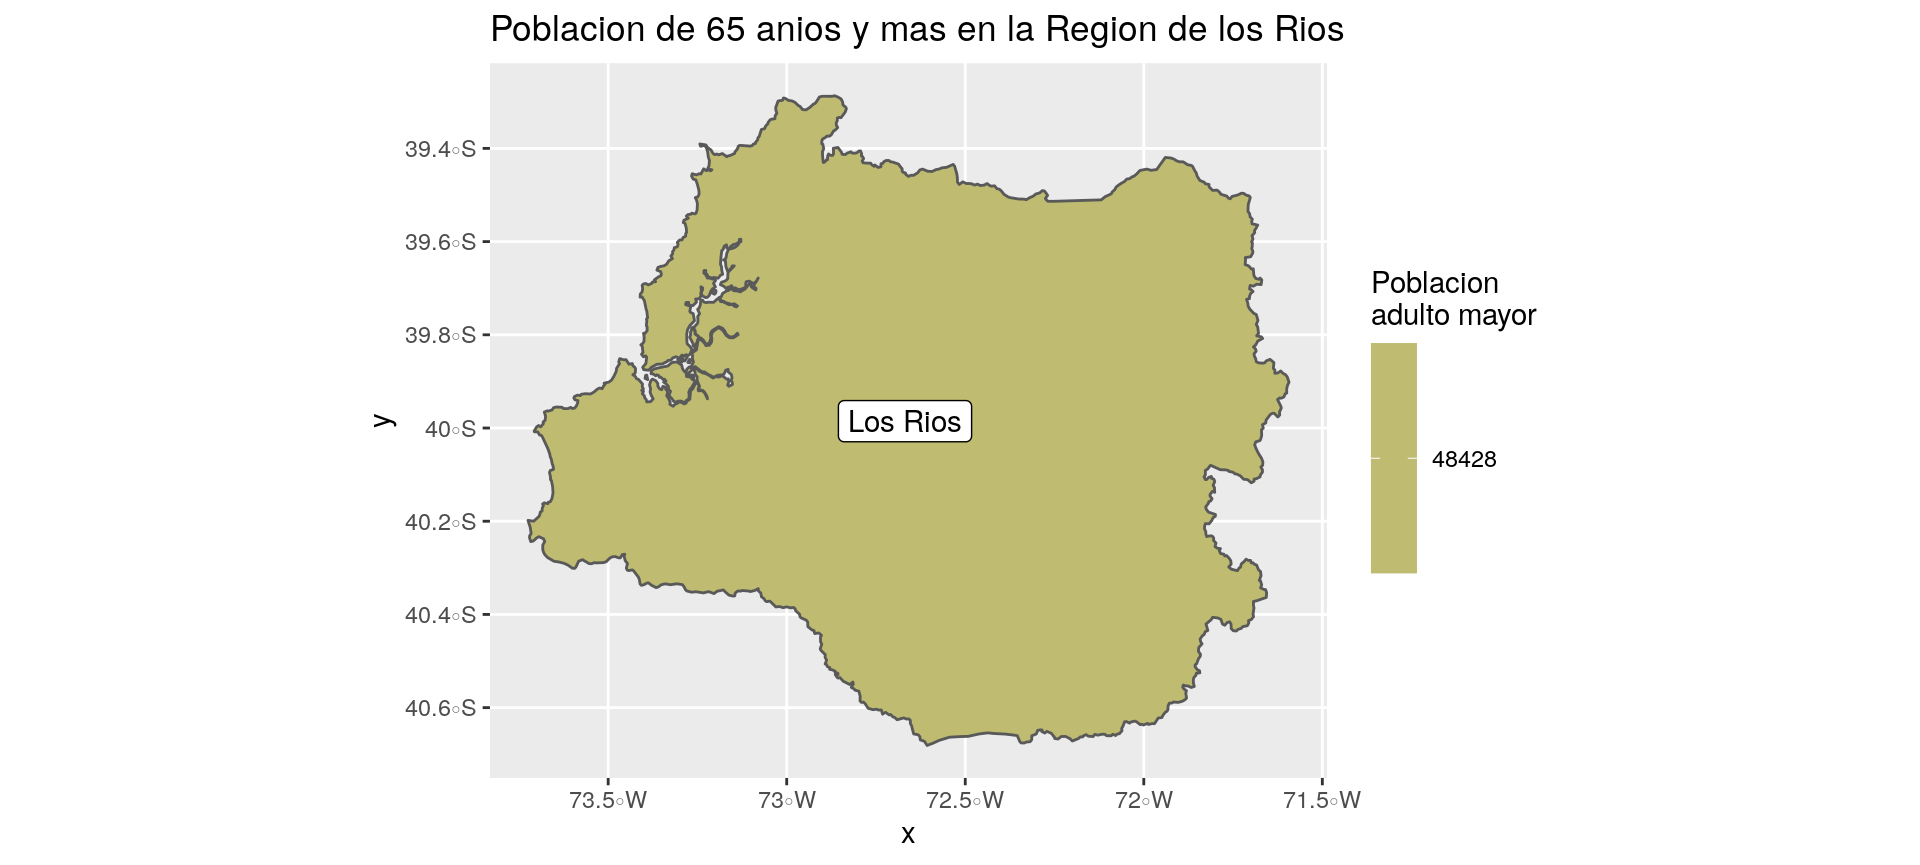 Poblacion de 65 anios y mas en la Region de los Rios
39.4◦S
39.6◦S
39.8◦S
40◦S
40.2◦S
40.4◦S
40.6◦S
y
Los Rios
73.5◦W
73◦W
72.5◦W
72◦W
71.5◦W
x
Poblacion
adulto mayor
48428